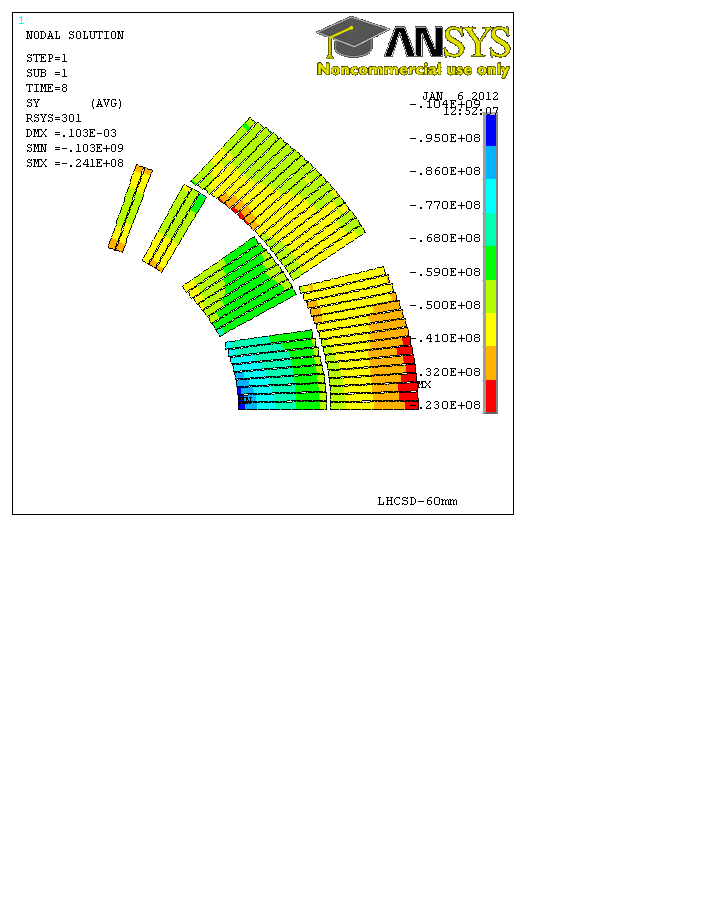 1
NODAL SOLUTION
STEP=1
SUB =1
TIME=8
SY (AVG)
RSYS=301
DMX =.103E-03
SMN =-.103E+09
SMX =-.241E+08
ANSYS
Noncommercial use only
JAN 6 2012
12:52:07
-.104E+09
-.950E+08
-.860E+08
-.770E+08
-.680E+08
-.590E+08
-.500E+08
-.410E+08
-.320E+08
MX
-.230E+08
LHCSD-60mm